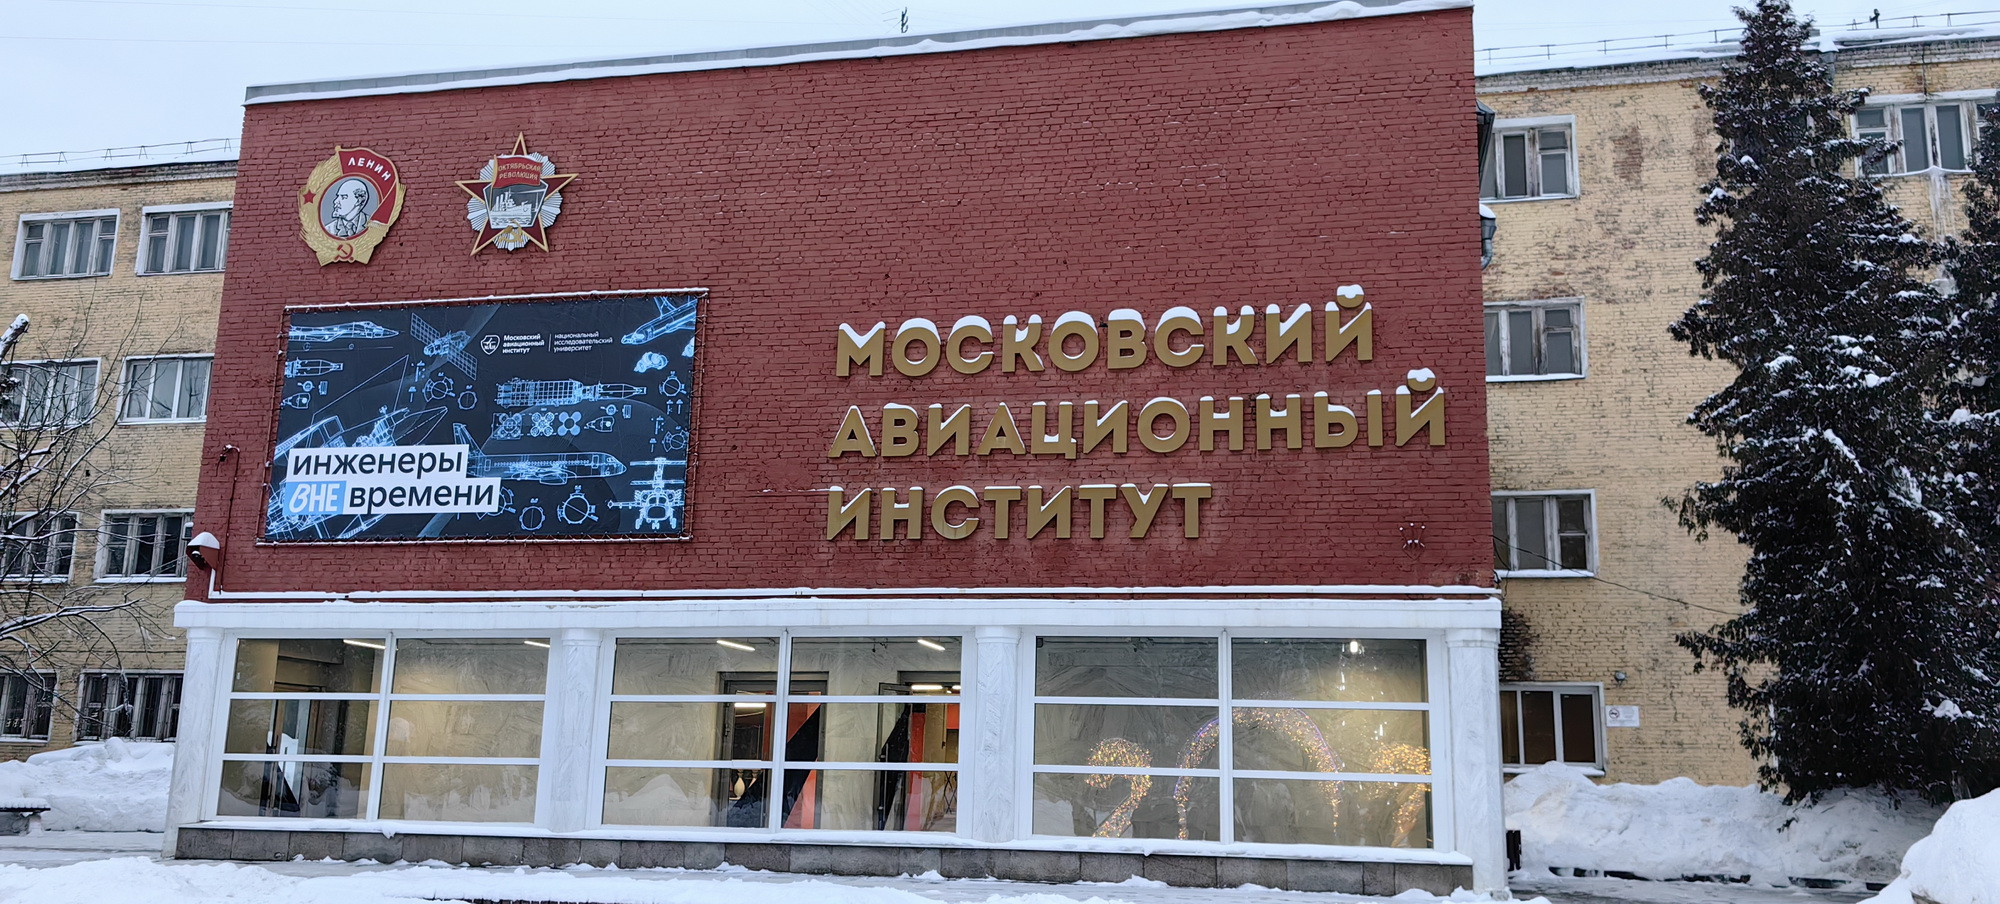 ЛЕНИН
ОКТЯБРЬСКАЯ
РЕВОЛЮЦИЯ
Московский
авиационный
институт
национальный
исследовательский
университет
инженеры
вне времени
МОСКОВСКИЙ
АВИАЦИОННЫЙ
ИНСТИТУТ